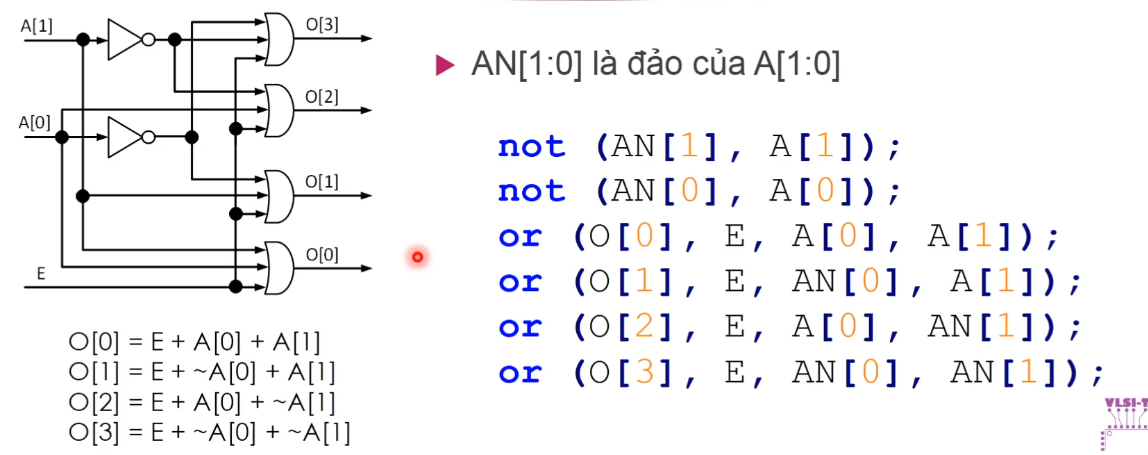 A[1]
O[3]
O[2]
A[0]
O[1]
O[0]
E
O[0] = E + A[0] + A[1]
O[1] = E + ~A[0] + A[1]
O[2] = E + A[0] + ~A[1]
O[3] = E + ~A[0] + ~A[1]
AN[1:0] là đảo của A[1:0]
not (AN[1], A[1]);
not (AN[0], A[0]);
or (O[0], E, A[0], A[1]);
or (O[1], E, AN[0], A[1]);
or (O[2], E, A[0], AN[1]);
or (O[3], E, AN[0], AN[1]);
VLSI-T